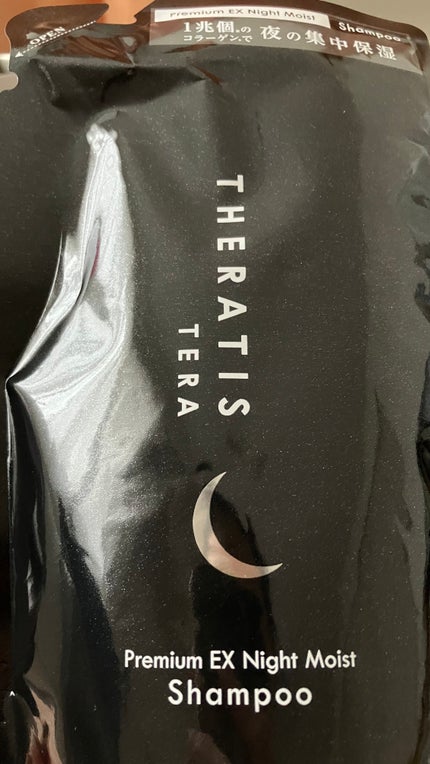 OPEN
Premium EX Night Moist Shampoo
1兆個※の
コラーゲンで 夜の集中保湿
THERATIS
TERA
Premium EX Night Moist
Shampoo